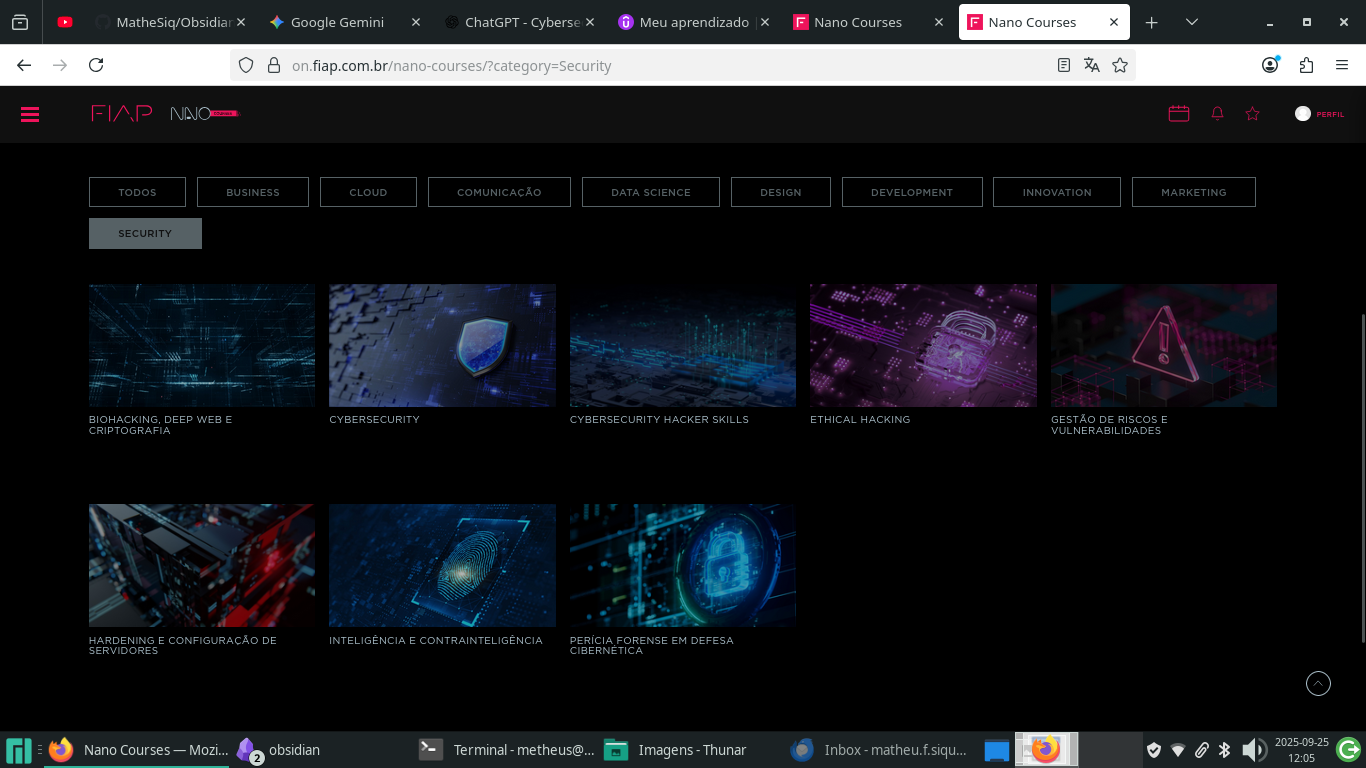 MatheSiq/Obsidian
Google Gemini
ChatGPT - Cyberse
Meu aprendizado |
Nano Courses
Nano Courses
on.fiap.com.br/nano-courses/?category=Security
FIAP NANO COURSES
PERFIL
TODOS
BUSINESS
CLOUD
COMUNICAÇÃO
DATA SCIENCE
DESIGN
DEVELOPMENT
INNOVATION
MARKETING
SECURITY
BIOHACKING, DEEP WEB E
CRIPTOGRAFIA
CYBERSECURITY
CYBERSECURITY HACKER SKILLS
ETHICAL HACKING
GESTÃO DE RISCOS E
VULNERABILIDADES
HARDENING E CONFIGURAÇÃO DE
SERVIDORES
INTELIGÊNCIA E CONTRAINTELIGÊNCIA
PERÍCIA FORENSE EM DEFESA
CIBERNÉTICA
Nano Courses — Mozi...
2
obsidian
Terminal - metheus@...
Imagens - Thunar
Inbox - matheu.f.siqu...
2025-09-25
12:05